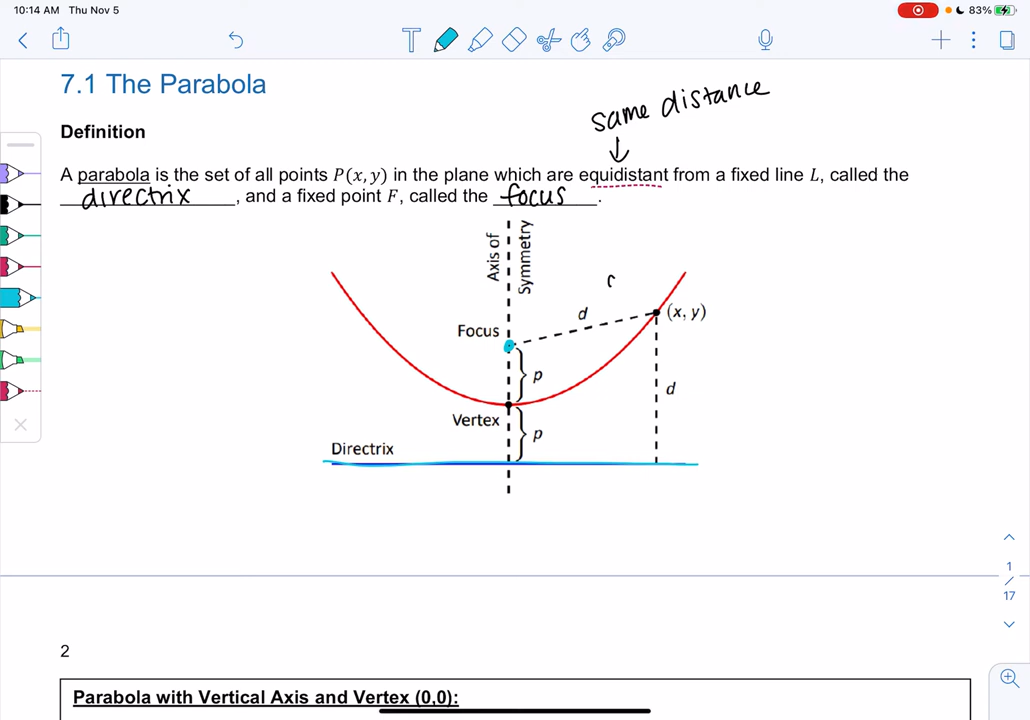 10:14 AM Thu Nov 5
83%
7.1 The Parabola
same distance
Definition
A parabola is the set of all points P(x, y) in the plane which are equidistant from a fixed line L, called the
directrix, and a fixed point F, called the focus.
Axis of
Symmetry
d
(x, y)
Focus
p
d
Vertex
p
Directrix
1
/
17
2
Parabola with Vertical Axis and Vertex (0,0):